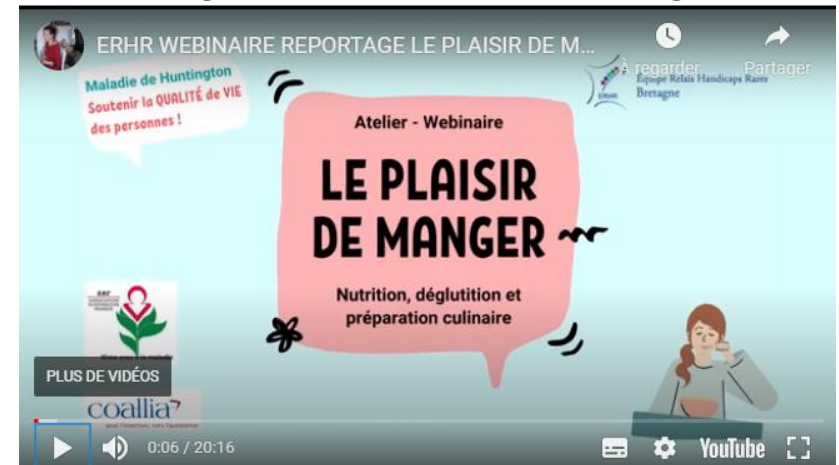 ERHR WEBINAIRE REPORTAGE LE PLAISIR DE M...
À regarder
Partager
Maladie de Huntington
Soutenir la QUALITÉ de VIE
des personnes !
Equipe Relais Handicaps Rares
Bretagne
Atelier - Webinaire
LE PLAISIR
DE MANGER
Nutrition, déglutition et
préparation culinaire
PLUS DE VIDÉOS
coallia
0:06 / 20:16
YouTube